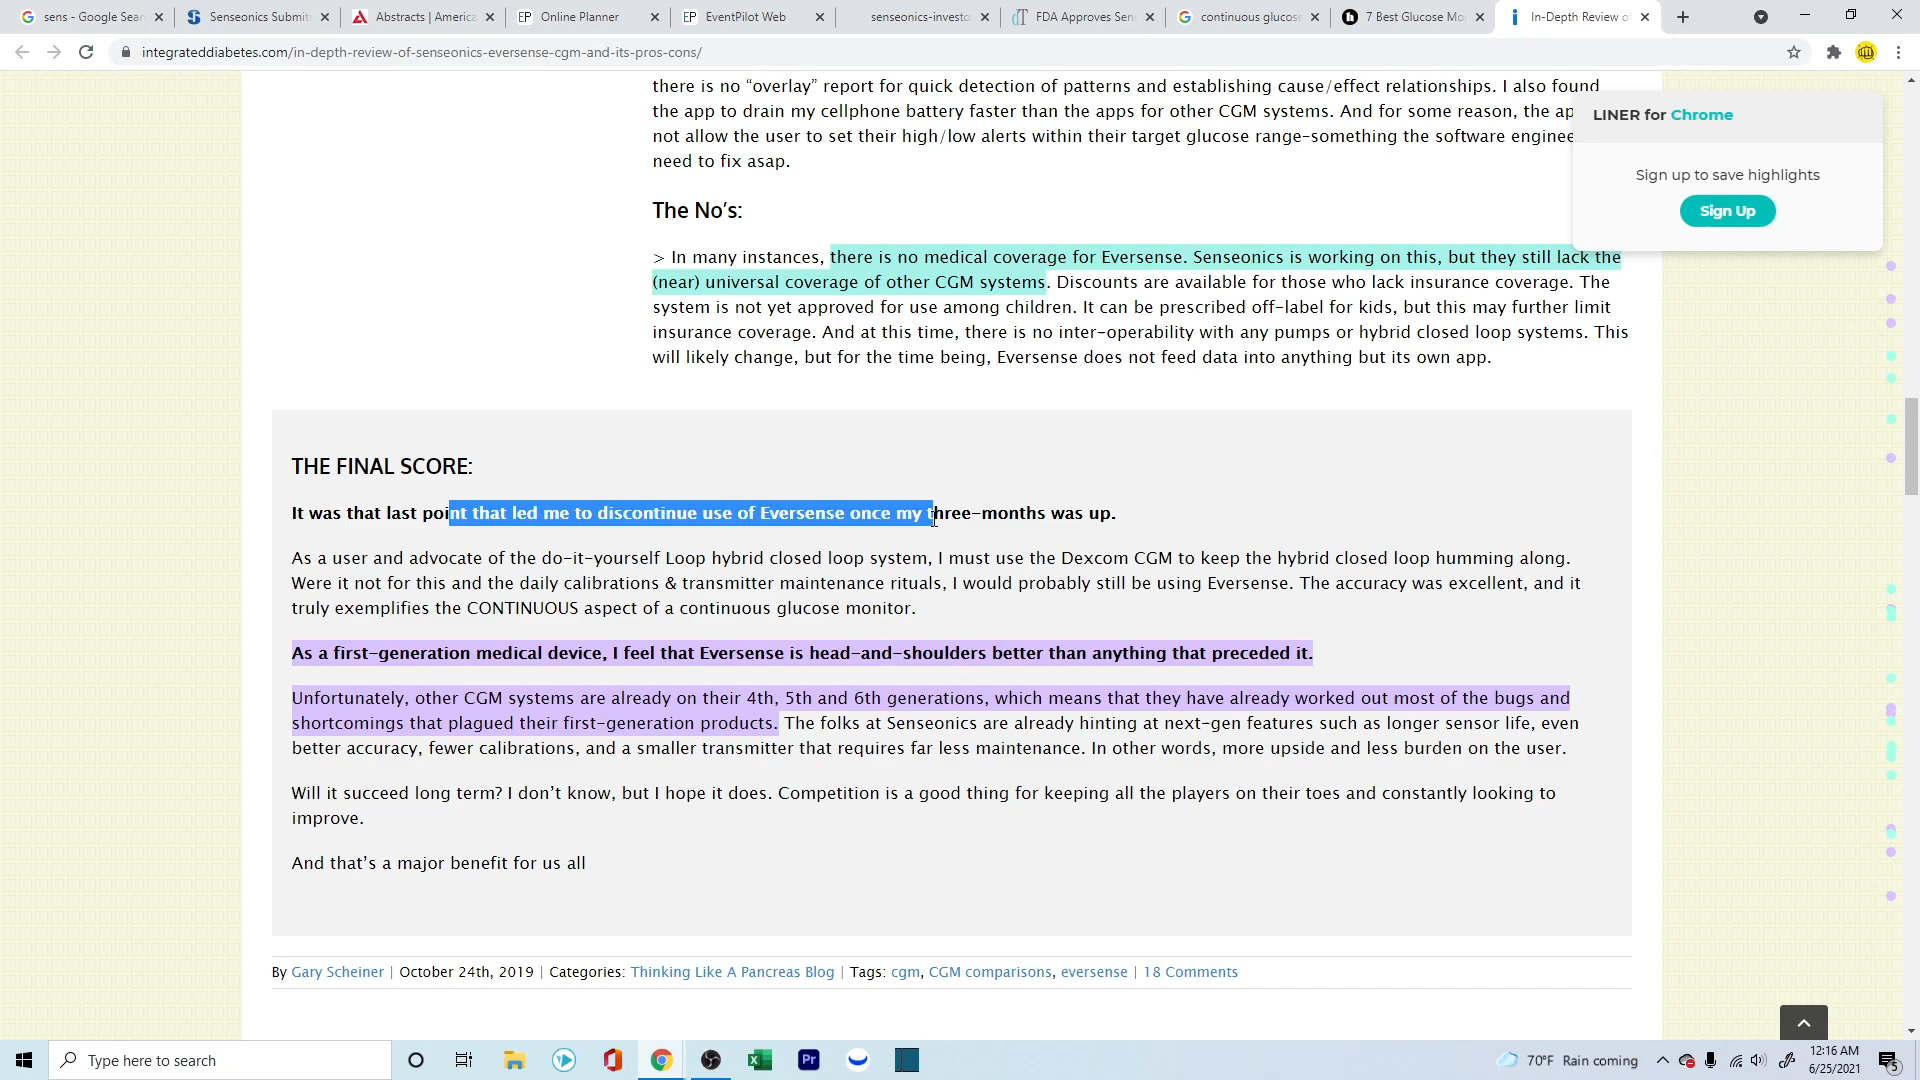 sens - Google Sear
Senseonics Submit
Abstracts | America
EP Online Planner
EP EventPilot Web
senseonics-investo
FDA Approves Sen
continuous glucose
7 Best Glucose Mo
In-Depth Review of
integrateddiabetes.com/in-depth-review-of-senseonics-eversense-cgm-and-its-pros-cons/
there is no “overlay” report for quick detection of patterns and establishing cause/effect relationships. I also found
the app to drain my cellphone battery faster than the apps for other CGM systems. And for some reason, the ap
not allow the user to set their high/low alerts within their target glucose range–something the software enginee
need to fix asap.
LINER for Chrome
Sign up to save highlights
Sign Up
The No’s:
> In many instances, there is no medical coverage for Eversense. Senseonics is working on this, but they still lack the
(near) universal coverage of other CGM systems. Discounts are available for those who lack insurance coverage. The
system is not yet approved for use among children. It can be prescribed off-label for kids, but this may further limit
insurance coverage. And at this time, there is no inter-operability with any pumps or hybrid closed loop systems. This
will likely change, but for the time being, Eversense does not feed data into anything but its own app.
THE FINAL SCORE:
It was that last point that led me to discontinue use of Eversense once my three-months was up.
As a user and advocate of the do-it-yourself Loop hybrid closed loop system, I must use the Dexcom CGM to keep the hybrid closed loop humming along.
Were it not for this and the daily calibrations & transmitter maintenance rituals, I would probably still be using Eversense. The accuracy was excellent, and it
truly exemplifies the CONTINUOUS aspect of a continuous glucose monitor.
As a first-generation medical device, I feel that Eversense is head-and-shoulders better than anything that preceded it.
Unfortunately, other CGM systems are already on their 4th, 5th and 6th generations, which means that they have already worked out most of the bugs and
shortcomings that plagued their first-generation products. The folks at Senseonics are already hinting at next-gen features such as longer sensor life, even
better accuracy, fewer calibrations, and a smaller transmitter that requires far less maintenance. In other words, more upside and less burden on the user.
Will it succeed long term? I don’t know, but I hope it does. Competition is a good thing for keeping all the players on their toes and constantly looking to
improve.
And that’s a major benefit for us all
By Gary Scheiner | October 24th, 2019 | Categories: Thinking Like A Pancreas Blog | Tags: cgm, CGM comparisons, eversense | 18 Comments
Type here to search
Pr
70°F Rain coming
12:16 AM
6/25/2021
5